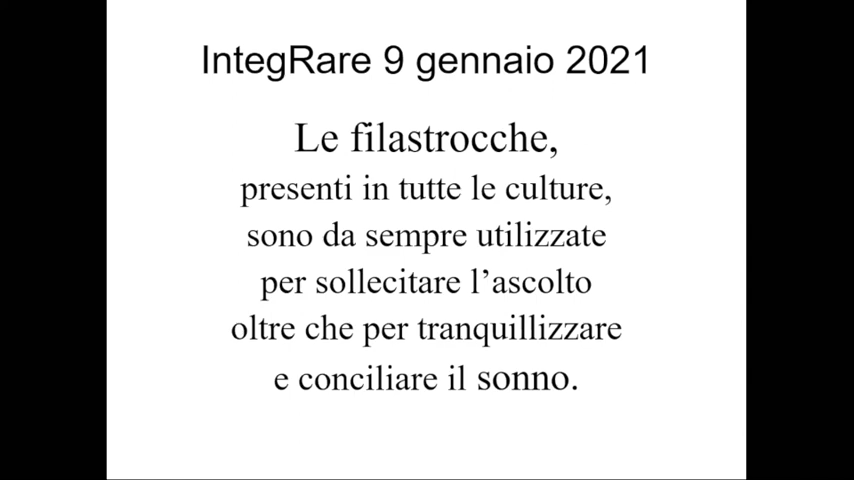 IntegRare 9 gennaio 2021
Le filastrocche,
presenti in tutte le culture,
sono da sempre utilizzate
per sollecitare l’ascolto
oltre che per tranquillizzare
e conciliare il sonno.